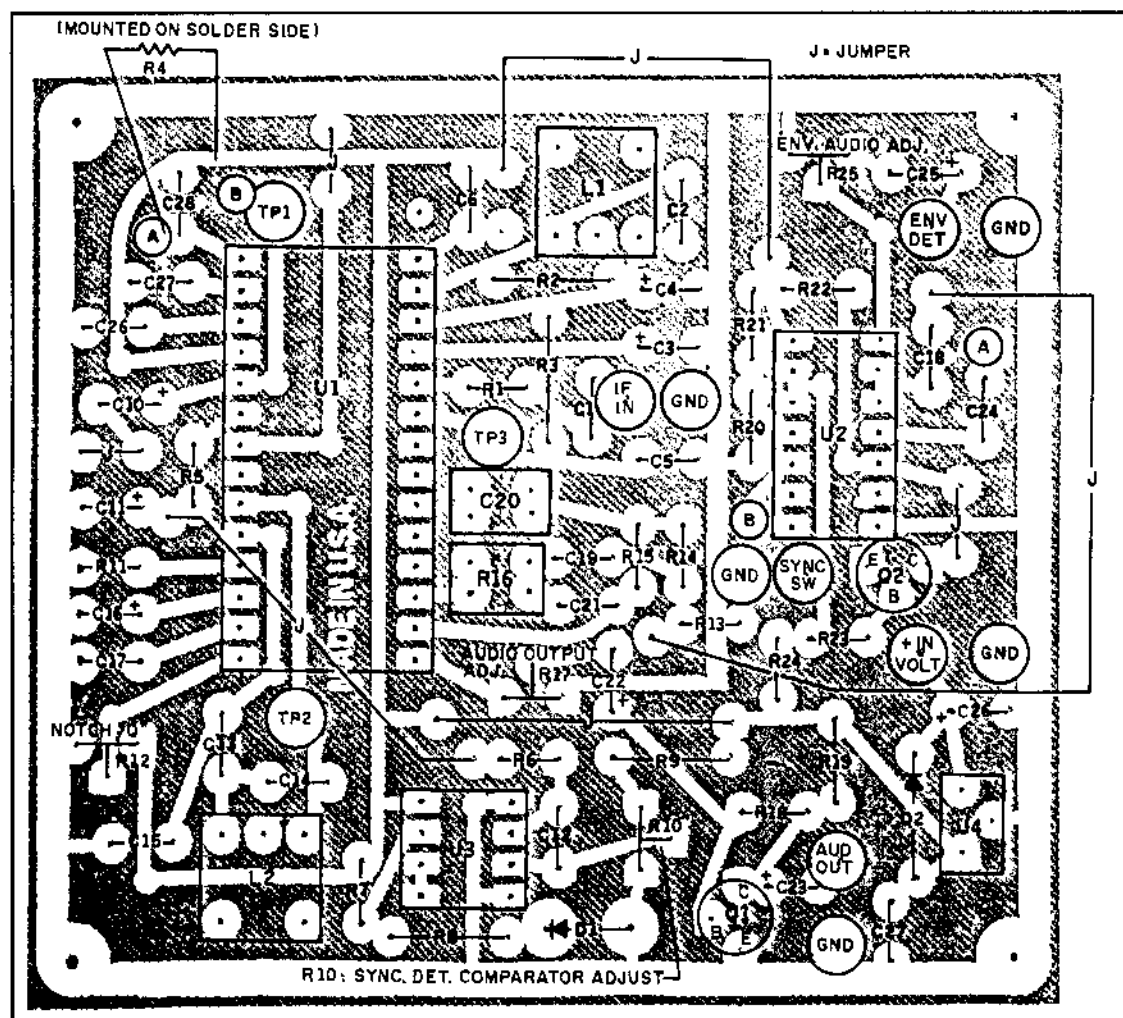 (MOUNTED ON SOLDER SIDE)
R4
J
J = JUMPER
ENV. AUDIO ADJ.
R25
C25
+
J
C28
B
TP1
C6
L1
C2
A
ENV
DET
GND
C27
R2
+
C4
R22
C26
R21
C18
A
R3
+
C3
U1
R1
C1
IF
IN
GND
C10
+
U2
C24
R20
J
TP3
C5
R5
J
C11
+
C20
B
J
R11
R16
C19
R15
R14
GND
SYNC
SW
E
C
Q2
B
C16
+
C21
J
R13
R23
C17
AUDIO OUTPUT
ADJ.
R17
C22
+
R24
+ IN
VOLT
GND
NOTCH "Q"
R12
TP2
J
+
C26
C13
R6
R9
R19
C14
R18
D2
U4
C15
U3
C12
R10
AUD
OUT
L2
R7
+
C23
C
Q1
B
E
R8
D1
GND
C27
R10: SYNC. DET. COMPARATOR ADJUST